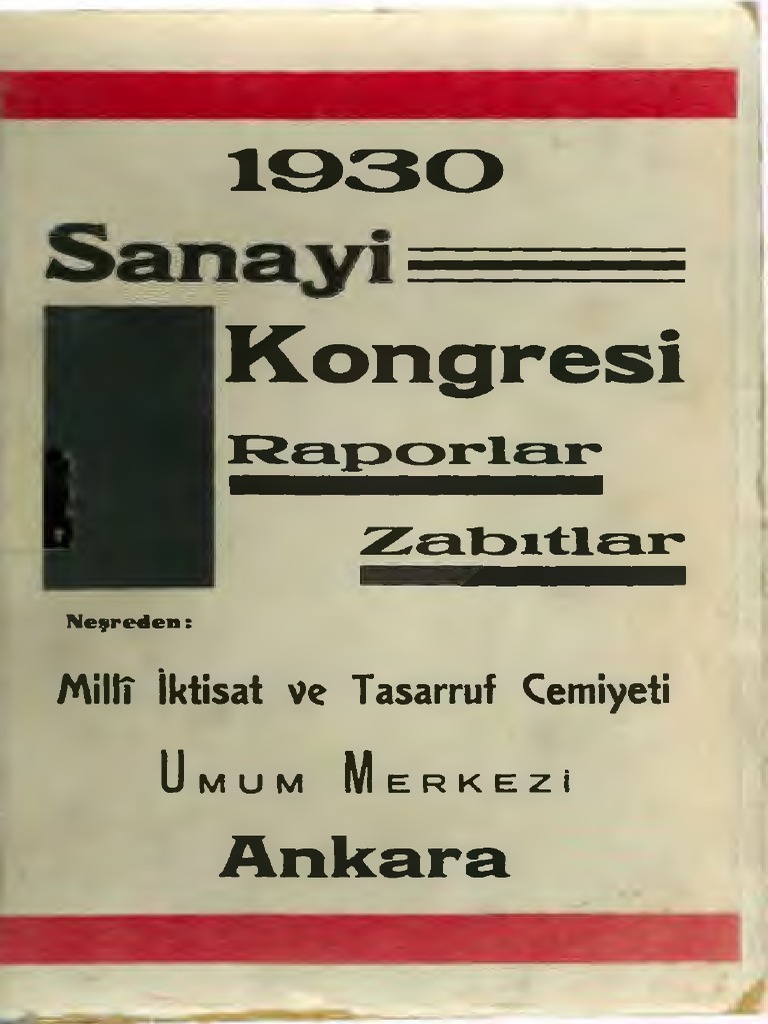 1930
Sanayi
Kongresi
Raporlar
Zabıtlar
Neşreden:
Millî İktisat ve Tasarruf Cemiyeti
UMUM MERKEZİ
Ankara